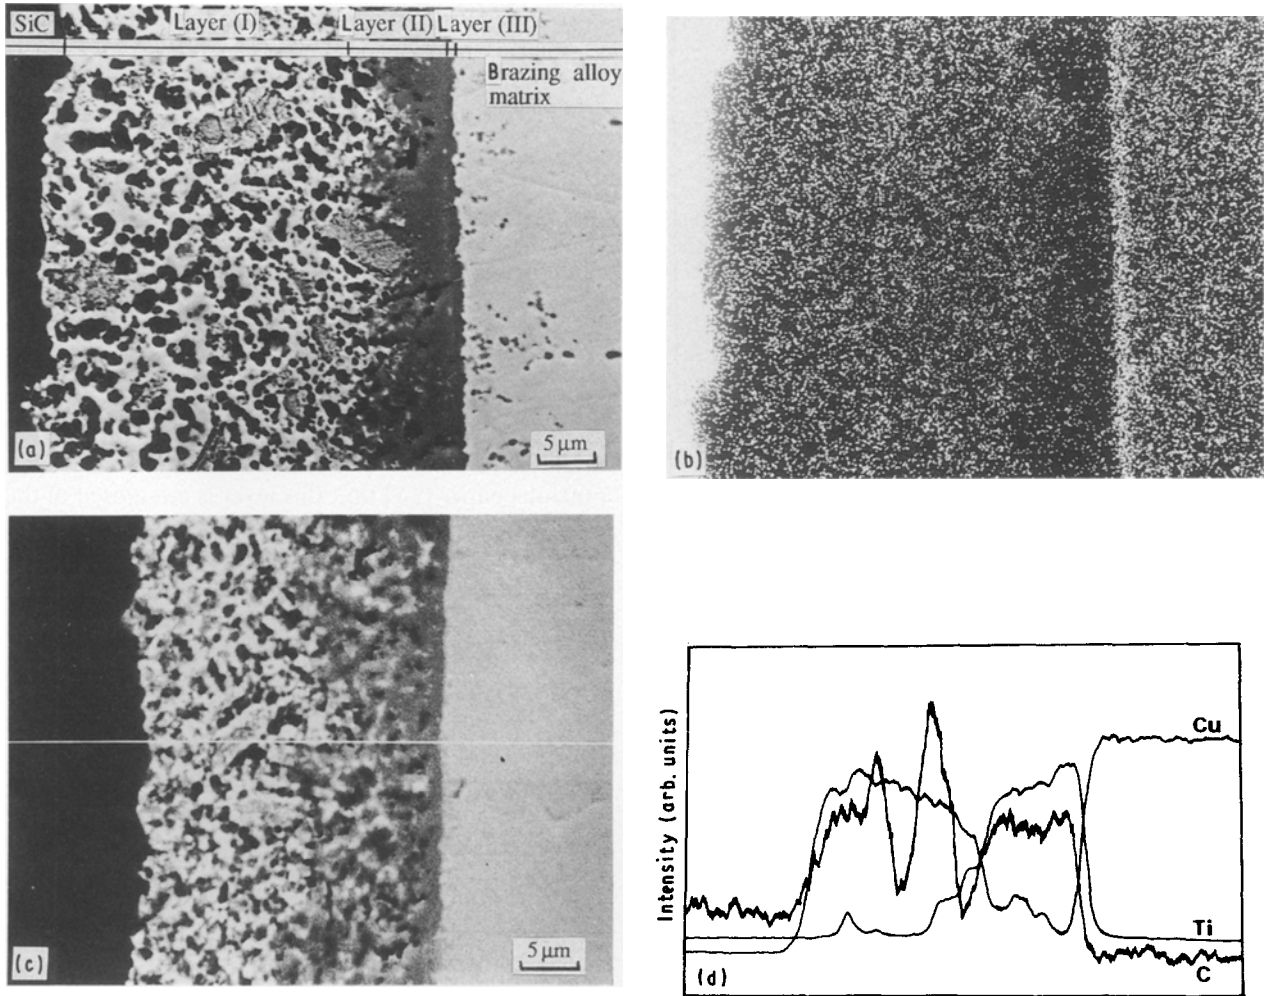 SiC Layer (I) Layer (II) Layer (III)
Brazing alloy
matrix
(a)
5 μm
(b)
(c)
5 μm
Intensity (arb. units)
Cu
Ti
C
(d)